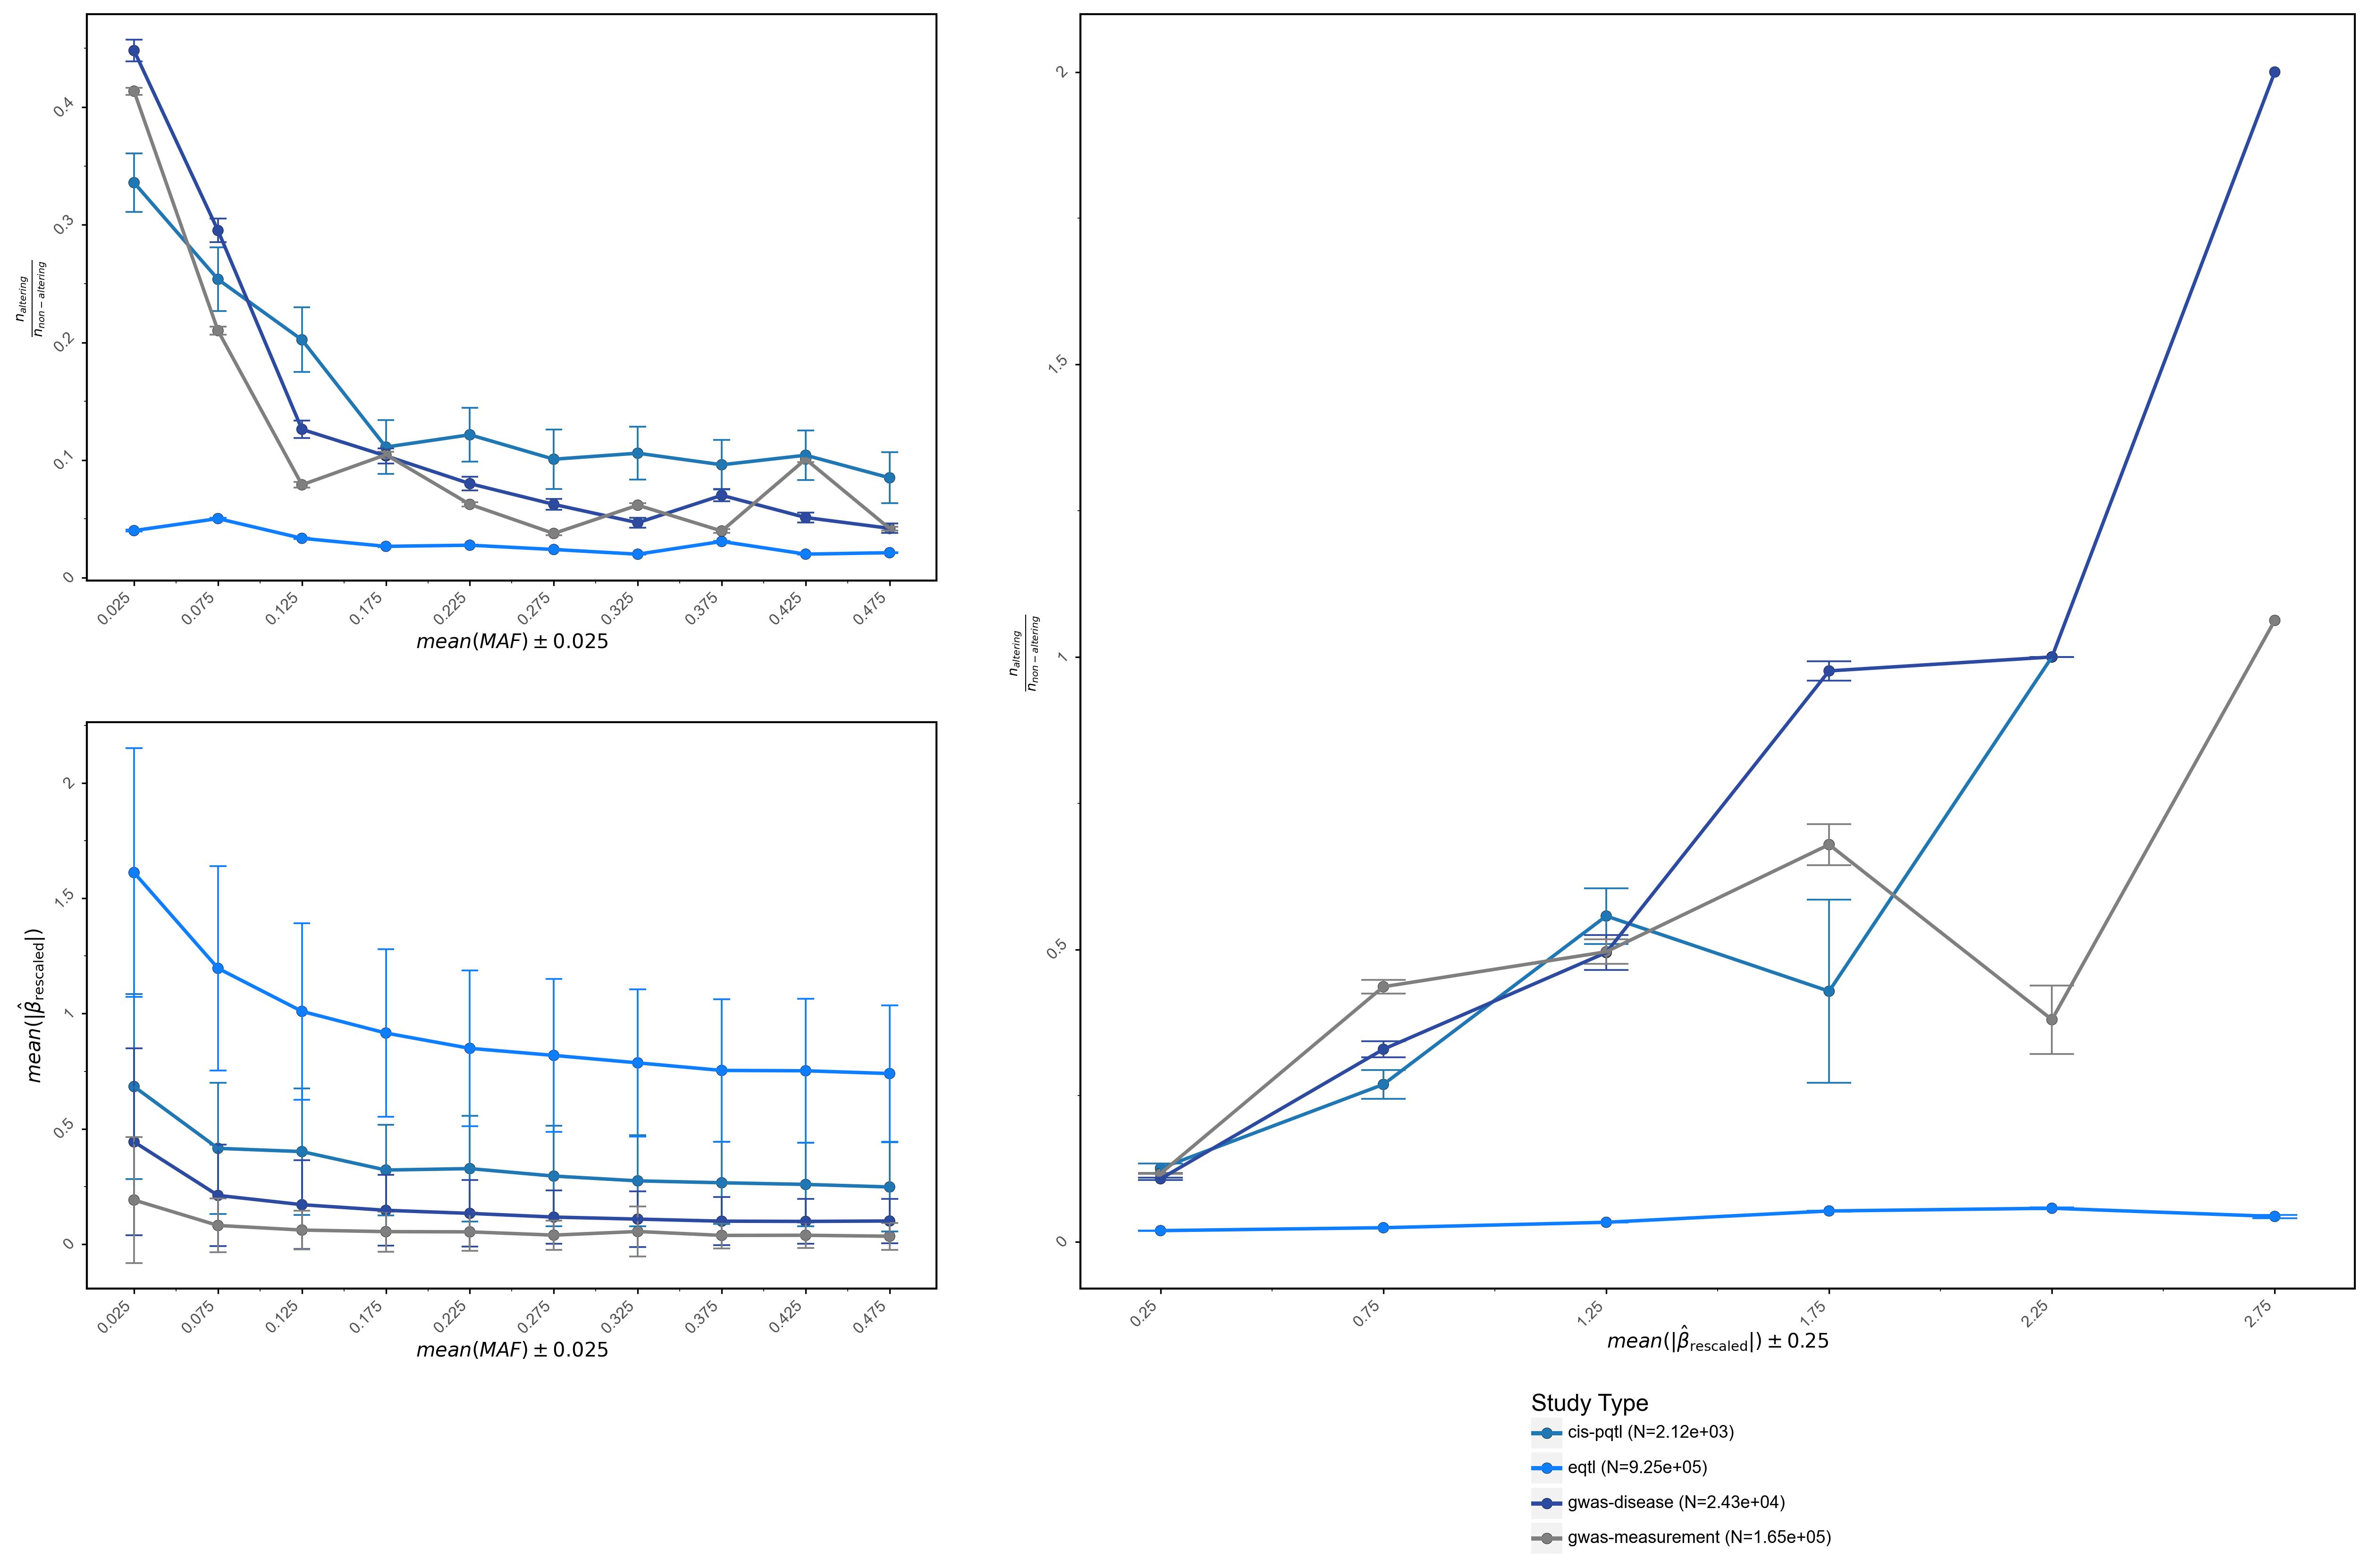 0.4
0.3
0.2
0.1
0
n_altering
n_non−altering
0.025 0.075 0.125 0.175 0.225 0.275 0.325 0.375 0.425 0.475
mean(MAF) ± 0.025
2
1.5
1
0.5
0
mean(|β̂_rescaled|)
0.025 0.075 0.125 0.175 0.225 0.275 0.325 0.375 0.425 0.475
mean(MAF) ± 0.025
2
1.5
1
0.5
0
n_altering
n_non−altering
0.25 0.75 1.25 1.75 2.25 2.75
mean(|β̂_rescaled|) ± 0.25
Study Type
cis-pqtl (N=2.12e+03)
eqtl (N=9.25e+05)
gwas-disease (N=2.43e+04)
gwas-measurement (N=1.65e+05)